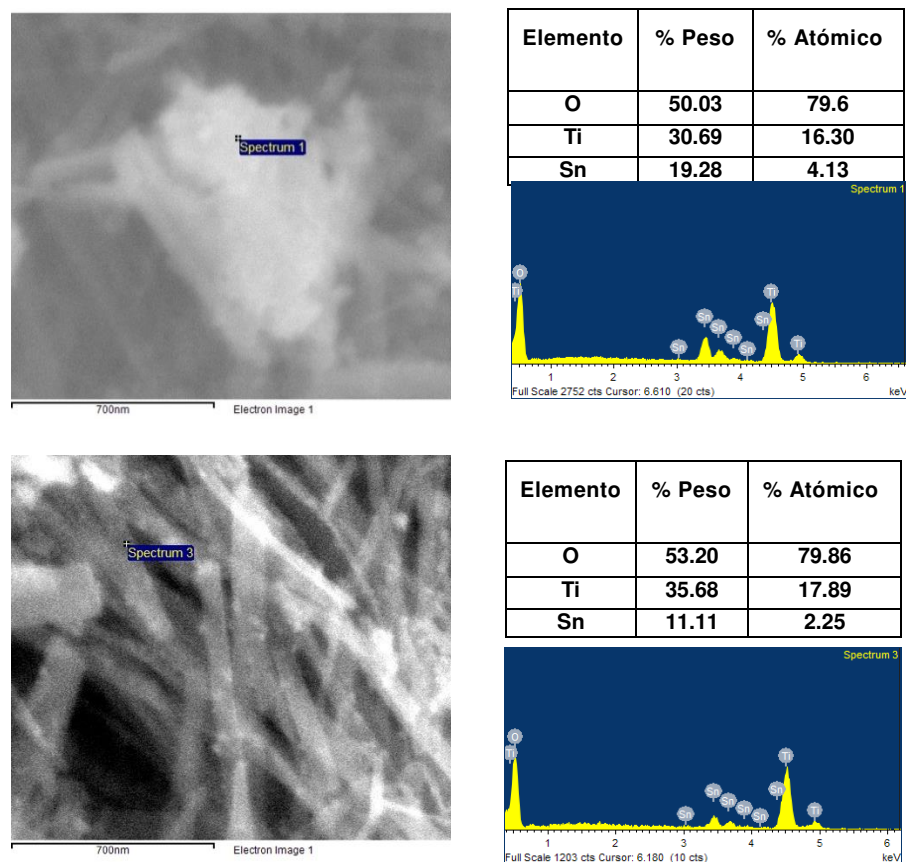 Spectrum 1
700nm Electron Image 1
Elemento % Peso % Atómico
O 50.03 79.6
Ti 30.69 16.30
Sn 19.28 4.13
Spectrum 1
O
Ti
Sn
Sn
Sn
Sn
Sn
Ti
Sn
Ti
1 2 3 4 5 6
Full Scale 2752 cts Cursor: 6.610 (20 cts) keV
Spectrum 3
700nm Electron Image 1
Elemento % Peso % Atómico
O 53.20 79.86
Ti 35.68 17.89
Sn 11.11 2.25
Spectrum 3
O
Ti
Sn
Sn
Sn
Sn
Sn
Ti
Sn
Ti
1 2 3 4 5 6
Full Scale 1203 cts Cursor: 6.180 (10 cts) keV